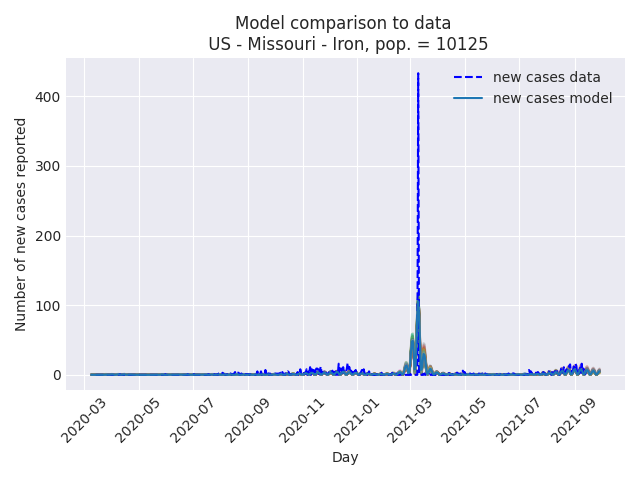 Model comparison to data
US - Missouri - Iron, pop. = 10125
new cases data
new cases model
Number of new cases reported
400
300
200
100
0
2020-03
2020-05
2020-07
2020-09
2020-11
2021-01
2021-03
2021-05
2021-07
2021-09
Day